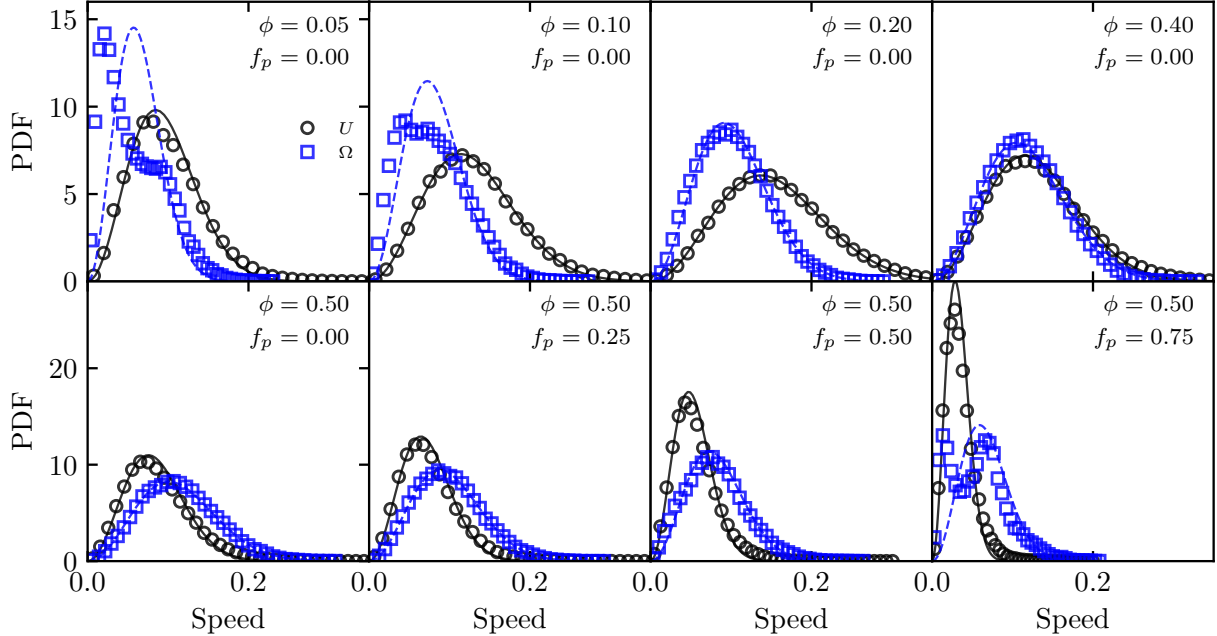 15
10
5
0
PDF
ϕ = 0.05
f_p = 0.00
U
Ω
ϕ = 0.10
f_p = 0.00
ϕ = 0.20
f_p = 0.00
ϕ = 0.40
f_p = 0.00
20
10
0
PDF
ϕ = 0.50
f_p = 0.00
ϕ = 0.50
f_p = 0.25
ϕ = 0.50
f_p = 0.50
ϕ = 0.50
f_p = 0.75
0.0 0.2 0.0 0.2 0.0 0.2 0.0 0.2
Speed Speed Speed Speed